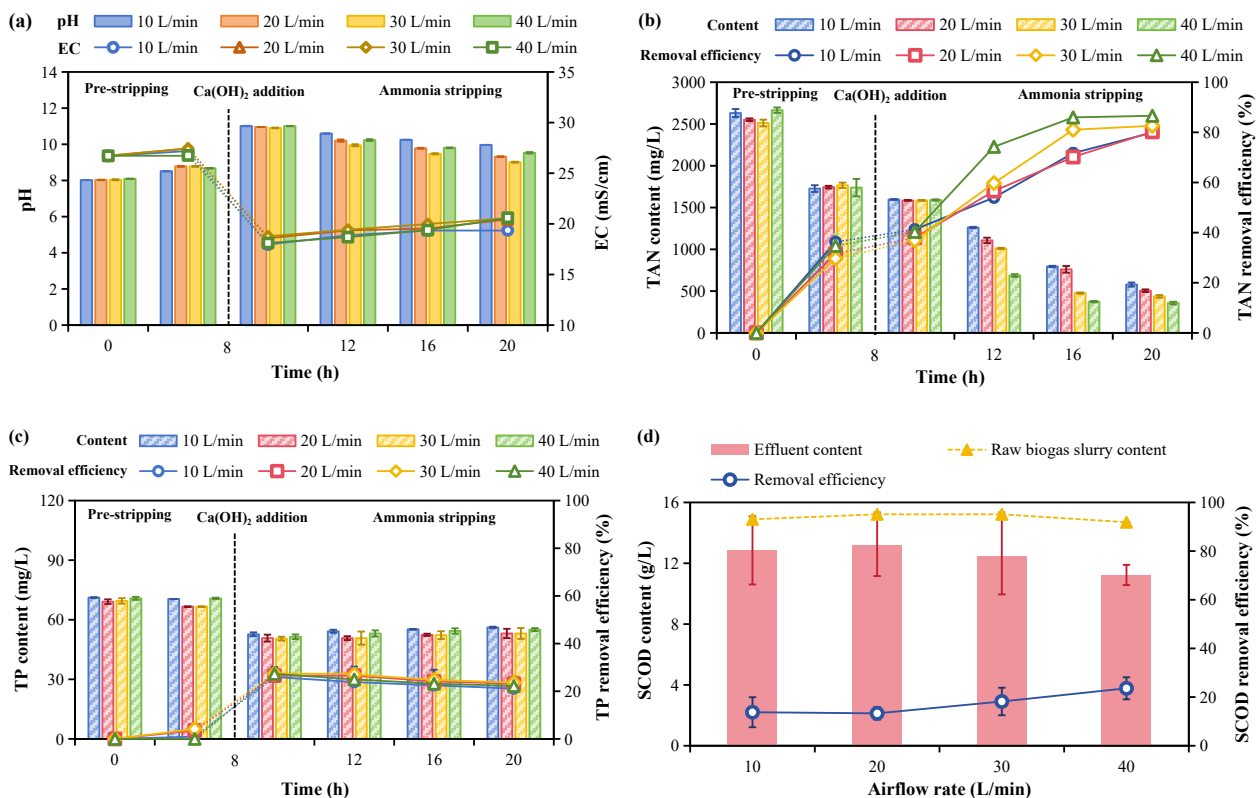 (a)
pH 10 L/min 20 L/min 30 L/min 40 L/min
EC 10 L/min 20 L/min 30 L/min 40 L/min
14 35
Pre-stripping Ca(OH)2 addition Ammonia stripping
12 30
10
8 25
6 20
4
2 15
0 10
pH
EC (mS/cm)
0 8 12 16 20
Time (h)
(b)
Content 10 L/min 20 L/min 30 L/min 40 L/min
Removal efficiency 10 L/min 20 L/min 30 L/min 40 L/min
3000 100
Pre-stripping Ca(OH)2 addition Ammonia stripping
2500 80
2000
1500 60
1000 40
500 20
0 0
TAN content (mg/L)
TAN removal efficiency (%)
0 8 12 16 20
Time (h)
(c)
Content 10 L/min 20 L/min 30 L/min 40 L/min
Removal efficiency 10 L/min 20 L/min 30 L/min 40 L/min
120 100
Pre-stripping Ca(OH)2 addition Ammonia stripping
90 80
60 60
40
30 20
0 0
TP content (mg/L)
TP removal efficiency (%)
0 8 12 16 20
Time (h)
(d)
Effluent content Raw biogas slurry content
Removal efficiency
16 100
12 80
8 60
40
4 20
0 0
SCOD content (g/L)
SCOD removal efficiency (%)
10 20 30 40
Airflow rate (L/min)